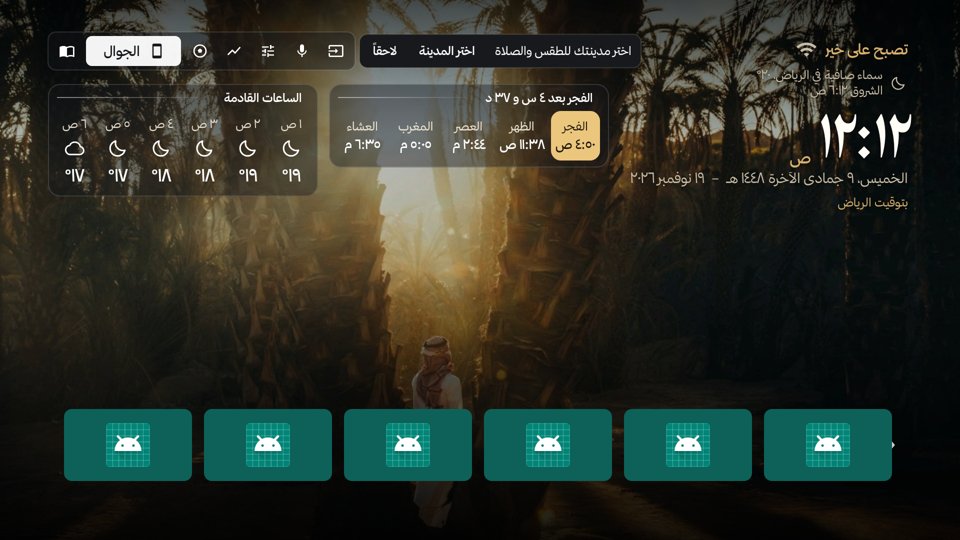 تصبح على خير
سماء صافية في الرياض، ٢٠°
الشروق ٦:١٢ ص
١٢:١٢ ص
الخميس، ٩ جمادى الآخرة ١٤٤٨ هـ – ١٩ نوفمبر ٢٠٢٦
بتوقيت الرياض
اختر مدينتك للطقس والصلاة
اختر المدينة
لاحقاً
الجوال
الفجر بعد ٤ س و ٣٧ د
الفجر الظهر العصر المغرب العشاء
٤:٥٠ ص ١١:٣٨ ص ٢:٤٤ م ٥:٠٥ م ٦:٣٥ م
الساعات القادمة
١ ص ٢ ص ٣ ص ٤ ص ٥ ص ٦ ص
١٩° ١٩° ١٨° ١٨° ١٧° ١٧°